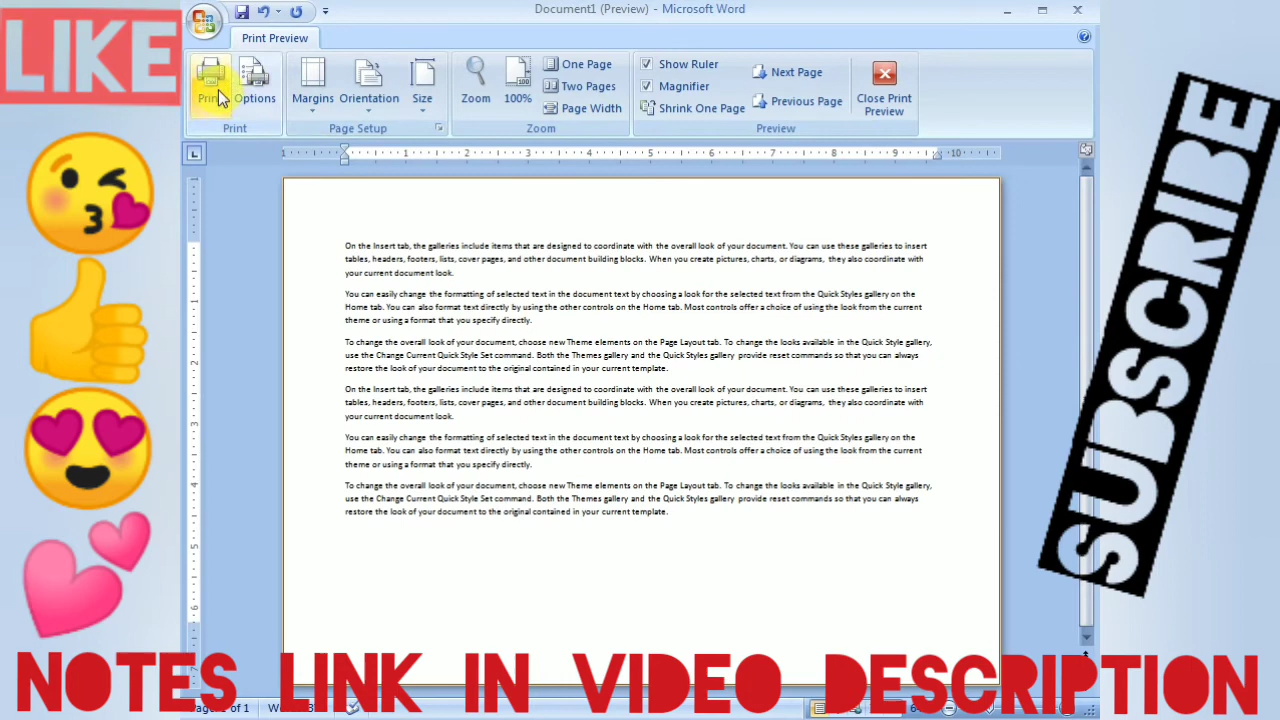 LIKE
Document1 (Preview) - Microsoft Word
Print Preview
Print
Options
Margins
Orientation
Size
Zoom
100%
One Page
Two Pages
Page Width
Show Ruler
Magnifier
Shrink One Page
Next Page
Previous Page
Close Print
Preview
Print
Page Setup
Zoom
Preview
1 2 3 4 5 6 7 8 9 10
On the Insert tab, the galleries include items that are designed to coordinate with the overall look of your document. You can use these galleries to insert
tables, headers, footers, lists, cover pages, and other document building blocks. When you create pictures, charts, or diagrams, they also coordinate with
your current document look.
You can easily change the formatting of selected text in the document text by choosing a look for the selected text from the Quick Styles gallery on the
Home tab. You can also format text directly by using the other controls on the Home tab. Most controls offer a choice of using the look from the current
theme or using a format that you specify directly.
To change the overall look of your document, choose new Theme elements on the Page Layout tab. To change the looks available in the Quick Style gallery,
use the Change Current Quick Style Set command. Both the Themes gallery and the Quick Styles gallery provide reset commands so that you can always
restore the look of your document to the original contained in your current template.
On the Insert tab, the galleries include items that are designed to coordinate with the overall look of your document. You can use these galleries to insert
tables, headers, footers, lists, cover pages, and other document building blocks. When you create pictures, charts, or diagrams, they also coordinate with
your current document look.
You can easily change the formatting of selected text in the document text by choosing a look for the selected text from the Quick Styles gallery on the
Home tab. You can also format text directly by using the other controls on the Home tab. Most controls offer a choice of using the look from the current
theme or using a format that you specify directly.
To change the overall look of your document, choose new Theme elements on the Page Layout tab. To change the looks available in the Quick Style gallery,
use the Change Current Quick Style Set command. Both the Themes gallery and the Quick Styles gallery provide reset commands so that you can always
restore the look of your document to the original contained in your current template.
SUBSCRIBE
NOTES LINK IN VIDEO DESCRIPTION
of 1